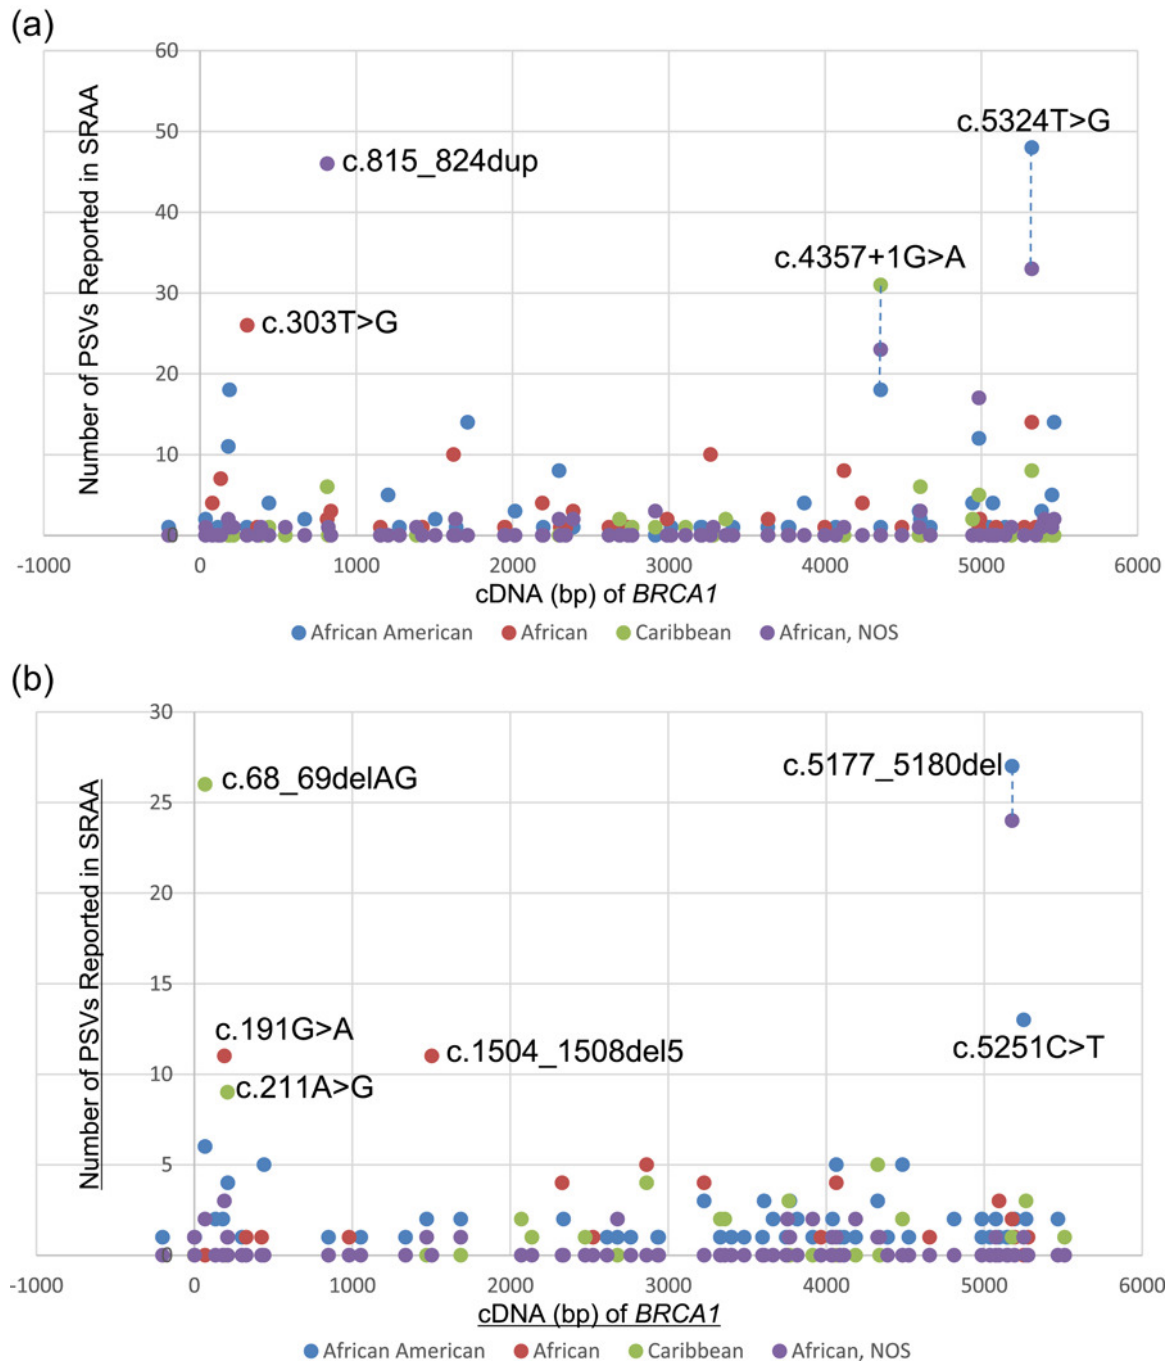 (a)
Number of PSVs Reported in SRAA
60
50
40
30
20
10
0
c.5324T>G
c.815_824dup
c.4357+1G>A
c.303T>G
-1000 0 1000 2000 3000 4000 5000 6000
cDNA (bp) of BRCA1
African American African Caribbean African, NOS
(b)
Number of PSVs Reported in SRAA
30
25
20
15
10
5
0
c.68_69delAG
c.5177_5180del
c.191G>A
c.1504_1508del5
c.5251C>T
c.211A>G
-1000 0 1000 2000 3000 4000 5000 6000
cDNA (bp) of BRCA1
African American African Caribbean African, NOS